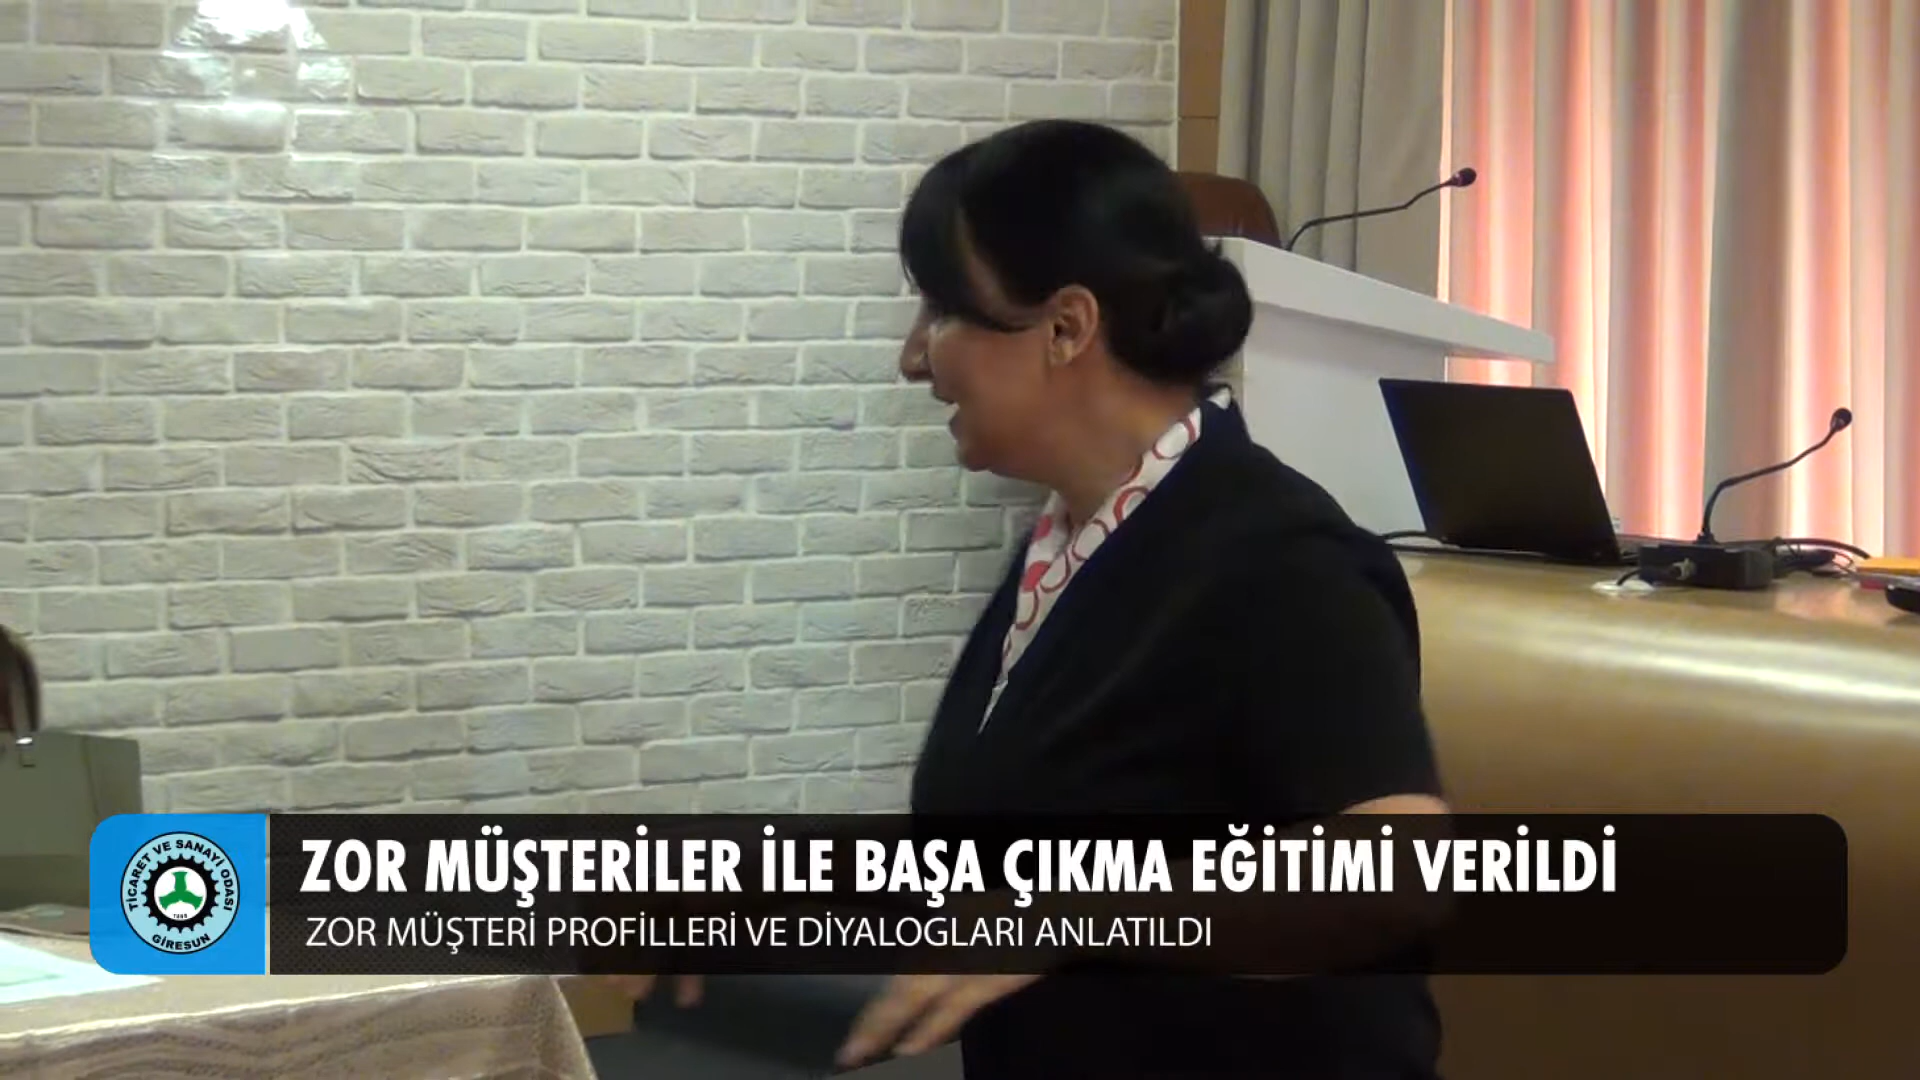 TİCARET VE SANAYİ ODASI
1885
GİRESUN
ZOR MÜŞTERİLER İLE BAŞA ÇIKMA EĞİTİMİ VERİLDİ
ZOR MÜŞTERİ PROFİLLERİ VE DİYALOGLARI ANLATILDI